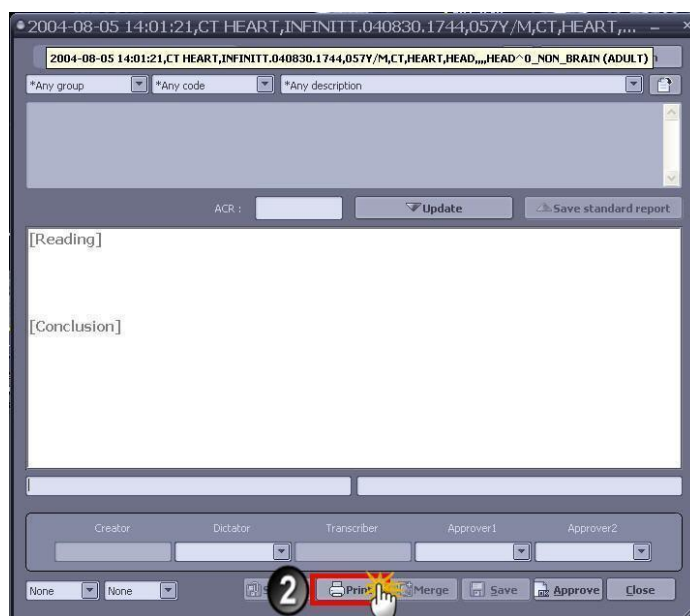 2004-08-05 14:01:21,CT HEART,INFINITT.040830.1744,057Y/M,CT,HEART,...
2004-08-05 14:01:21,CT HEART,INFINITT.040830.1744,057Y/M,CT,HEART,HEAD,,,,HEAD^0_NON_BRAIN (ADULT)
*Any group *Any code *Any description
ACR : Update Save standard report
[Reading]
[Conclusion]
Creator Dictator Transcriber Approver1 Approver2
None None 2 Print Merge Save Approve Close